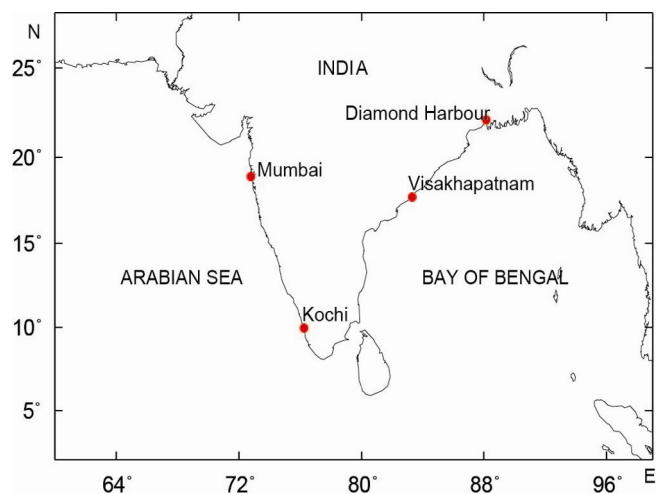 N
25°
INDIA
Diamond Harbour
20°
Mumbai
Visakhapatnam
15°
ARABIAN SEA
BAY OF BENGAL
Kochi
10°
5°
64°
72°
80°
88°
96°
E